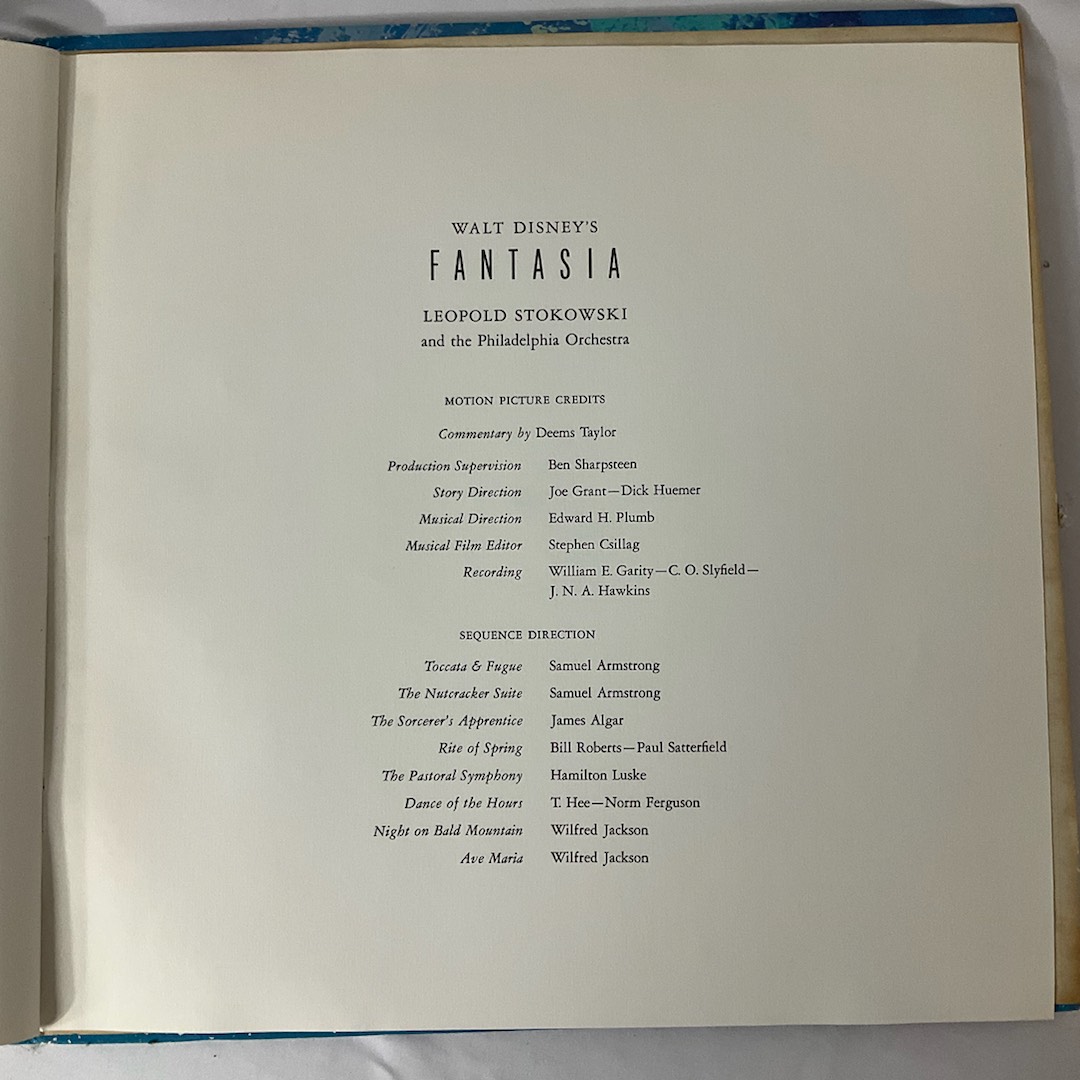 WALT DISNEY'S
FANTASIA
LEOPOLD STOKOWSKI
and the Philadelphia Orchestra
MOTION PICTURE CREDITS
Commentary by Deems Taylor
Production Supervision Ben Sharpsteen
Story Direction Joe Grant—Dick Huemer
Musical Direction Edward H. Plumb
Musical Film Editor Stephen Csillag
Recording William E. Garity—C. O. Slyfield—
J. N. A. Hawkins
SEQUENCE DIRECTION
Toccata & Fugue Samuel Armstrong
The Nutcracker Suite Samuel Armstrong
The Sorcerer's Apprentice James Algar
Rite of Spring Bill Roberts—Paul Satterfield
The Pastoral Symphony Hamilton Luske
Dance of the Hours T. Hee—Norm Ferguson
Night on Bald Mountain Wilfred Jackson
Ave Maria Wilfred Jackson